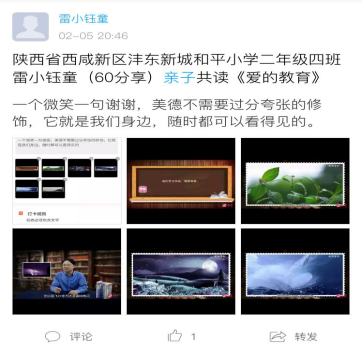 雷小钰童
02-05 20:46
陕西省西咸新区沣东新城和平小学二年级四班
雷小钰童（60分享）亲子共读《爱的教育》
一个微笑一句谢谢，美德不需要过分夸张的修
饰，它就是我们身边，随时都可以看得见的。
评论
1
转发